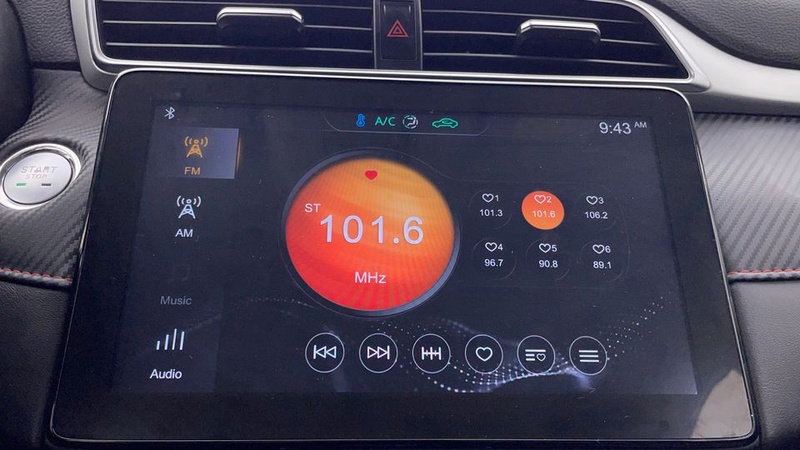 START
STOP
A/C
9:43 AM
FM
AM
Music
Audio
ST
101.6
MHz
1
101.3
2
101.6
3
106.2
4
96.7
5
90.8
6
89.1